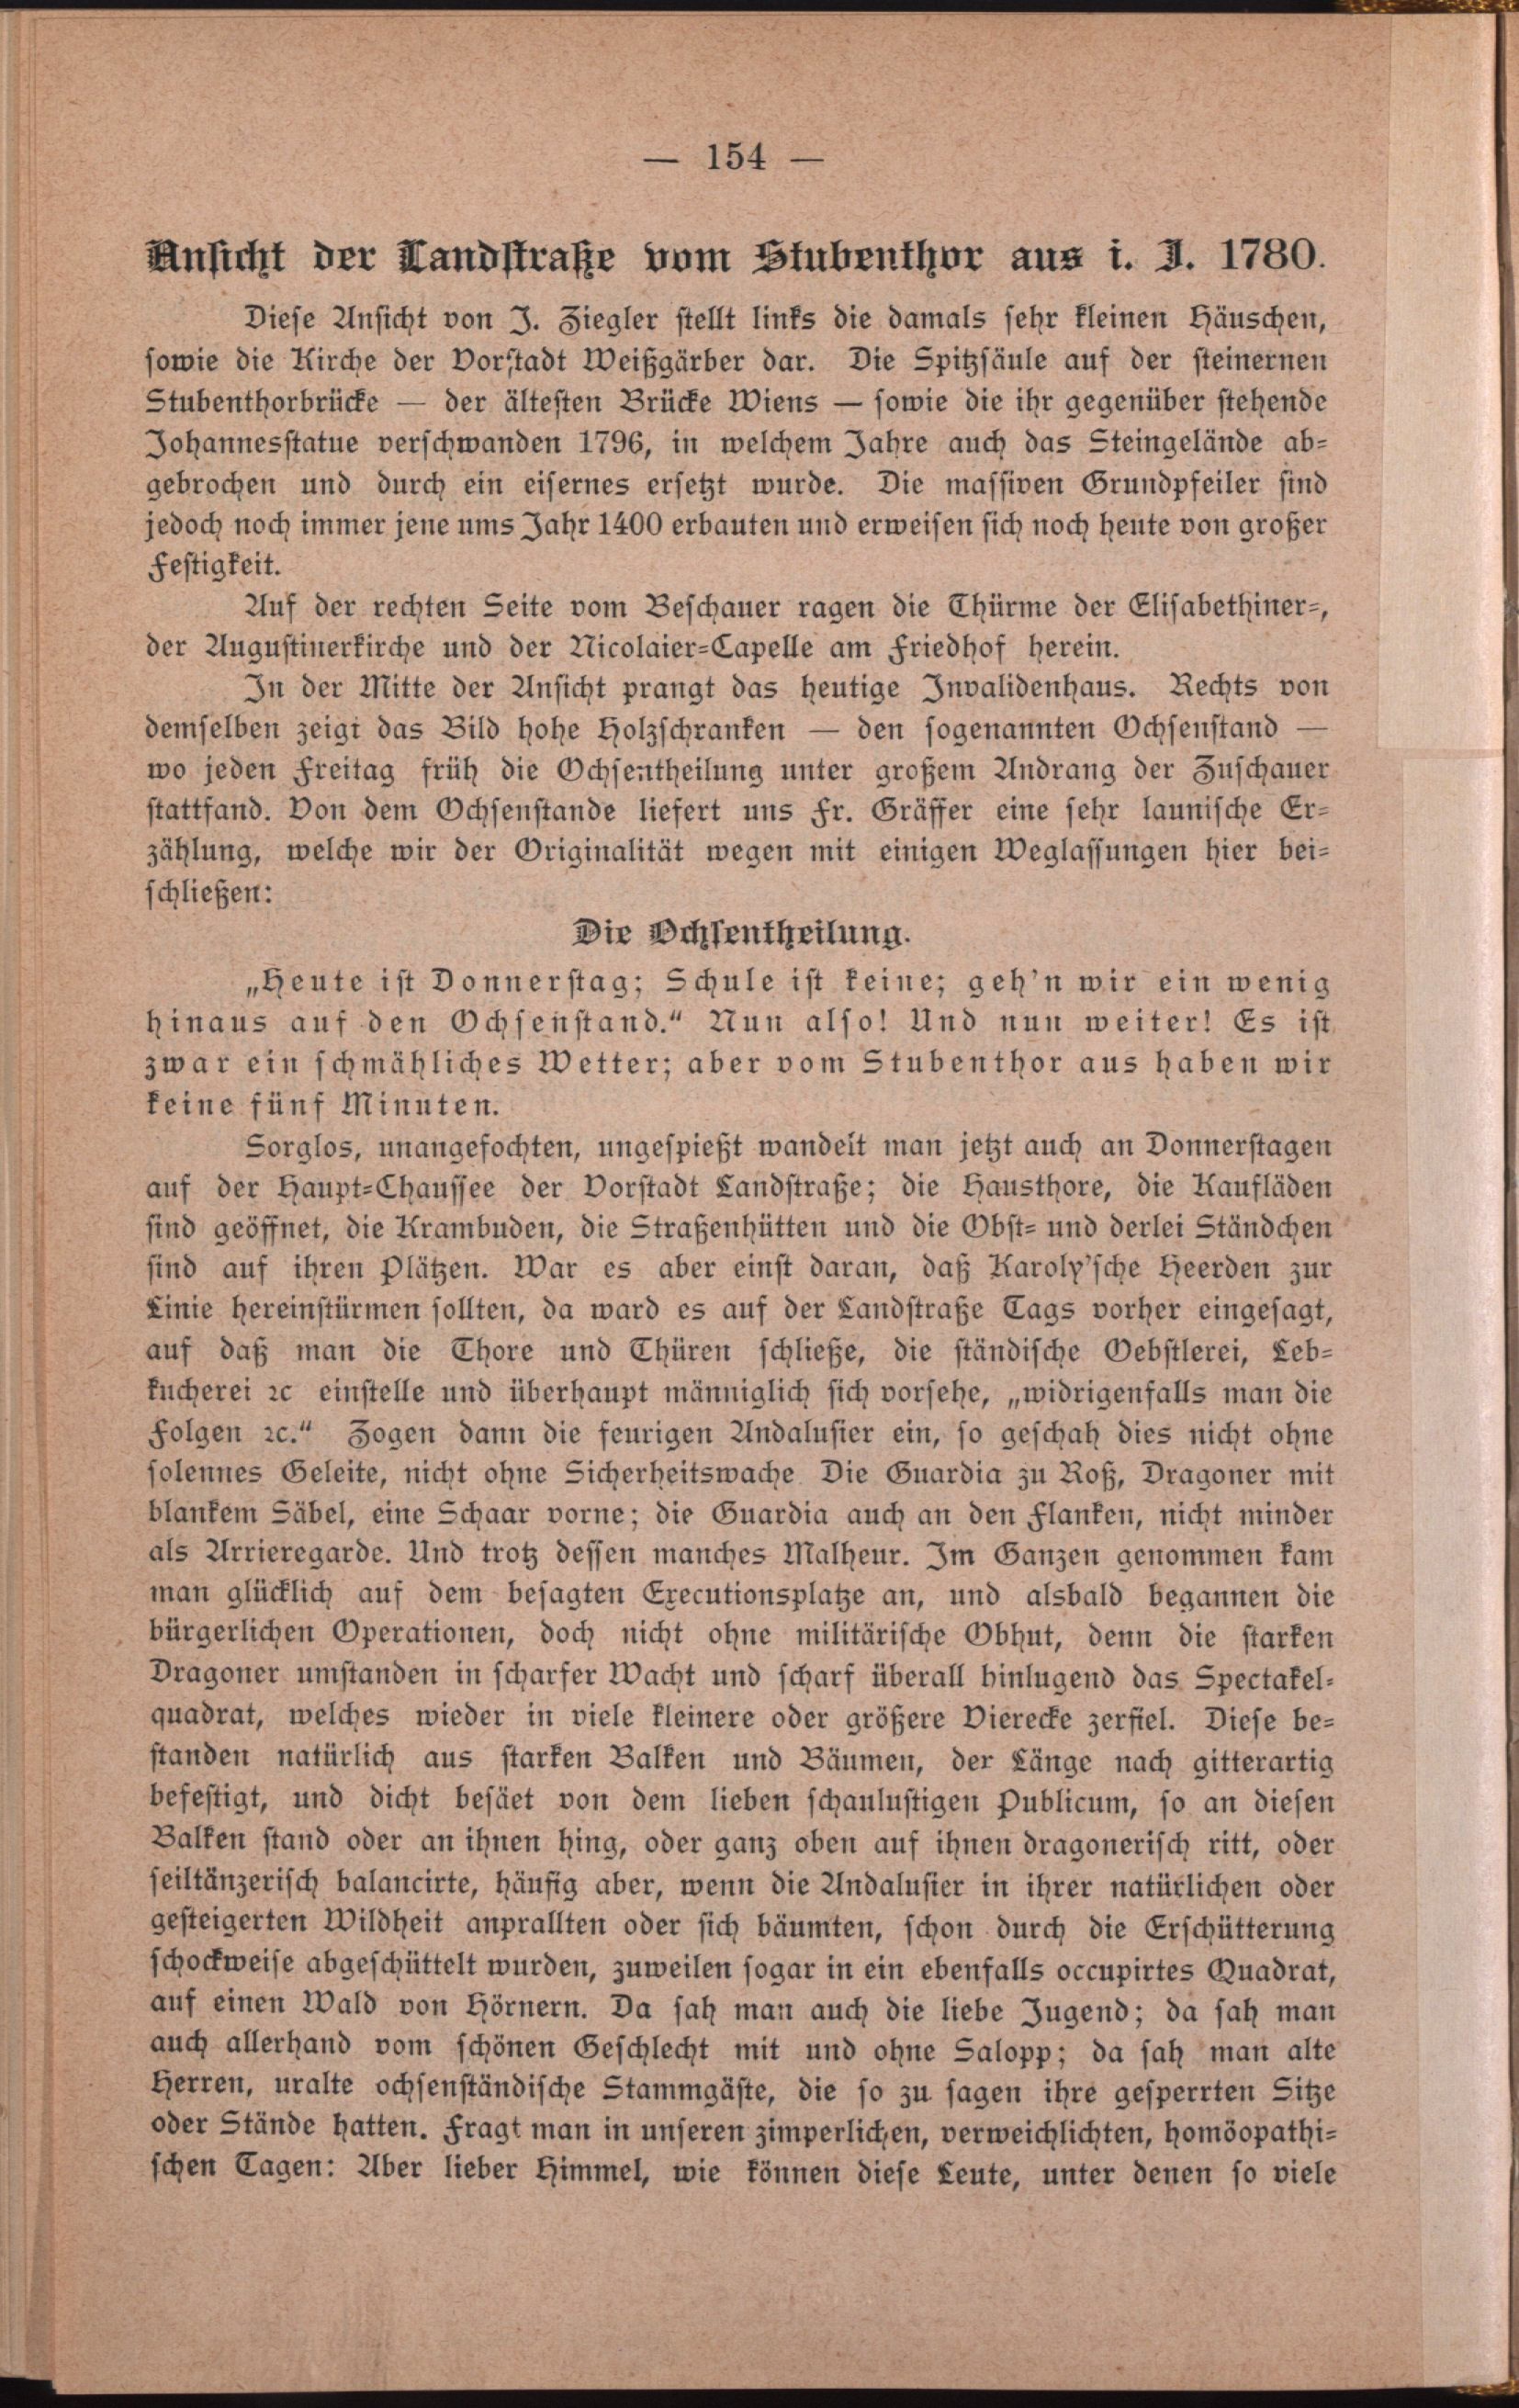 — 154 —
Ansicht der Landstraße vom Stubenthor aus i. J. 1780.
Diese Ansicht von J. Ziegler stellt links die damals sehr kleinen Häuschen,
sowie die Kirche der Vorstadt Weißgärber dar. Die Spitzsäule auf der steinernen
Stubenthorbrücke — der ältesten Brücke Wiens — sowie die ihr gegenüber stehende
Johannesstatue verschwanden 1796, in welchem Jahre auch das Steingelände ab-
gebrochen und durch ein eisernes ersetzt wurde. Die massiven Grundpfeiler sind
jedoch noch immer jene ums Jahr 1400 erbauten und erweisen sich noch heute von großer
Festigkeit.
Auf der rechten Seite vom Beschauer ragen die Thürme der Elisabethiner-,
der Augustinerkirche und der Nicolaier-Capelle am Friedhof herein.
In der Mitte der Ansicht prangt das heutige Invalidenhaus. Rechts von
demselben zeigt das Bild hohe Holzschranken — den sogenannten Ochsenstand —
wo jeden Freitag früh die Ochsentheilung unter großem Andrang der Zuschauer
stattfand. Von dem Ochsenstande liefert uns Fr. Gräffer eine sehr launische Er-
zählung, welche wir der Originalität wegen mit einigen Weglassungen hier bei-
schließen:
Die Ochsentheilung.
„Heute ist Donnerstag; Schule ist keine; geh'n wir ein wenig
hinaus auf den Ochsenstand.“ Nun also! Und nun weiter! Es ist
zwar ein schmähliches Wetter; aber vom Stubenthor aus haben wir
keine fünf Minuten.
Sorglos, unangefochten, ungespießt wandelt man jetzt auch an Donnerstagen
auf der Haupt-Chaussee der Vorstadt Landstraße; die Hausthore, die Kaufläden
sind geöffnet, die Krambuden, die Straßenhütten und die Obst- und derlei Ständchen
sind auf ihren Plätzen. War es aber einst daran, daß Karoly'sche Heerden zur
Linie hereinstürmen sollten, da ward es auf der Landstraße Tags vorher eingesagt,
auf daß man die Thore und Thüren schließe, die ständische Oebstlerei, Leb-
kucherei ꝛc einstelle und überhaupt männiglich sich vorsehe, „widrigenfalls man die
Folgen ꝛc.“ Zogen dann die feurigen Andalusier ein, so geschah dies nicht ohne
solennes Geleite, nicht ohne Sicherheitswache Die Guardia zu Roß, Dragoner mit
blankem Säbel, eine Schaar vorne; die Guardia auch an den Flanken, nicht minder
als Arrieregarde. Und trotz dessen manches Malheur. Im Ganzen genommen kam
man glücklich auf dem besagten Executionsplatze an, und alsbald begannen die
bürgerlichen Operationen, doch nicht ohne militärische Obhut, denn die starken
Dragoner umstanden in scharfer Wacht und scharf überall hinlugend das Spectakel-
quadrat, welches wieder in viele kleinere oder größere Vierecke zerfiel. Diese be-
standen natürlich aus starken Balken und Bäumen, der Länge nach gitterartig
befestigt, und dicht besäet von dem lieben schaulustigen Publicum, so an diesen
Balken stand oder an ihnen hing, oder ganz oben auf ihnen dragonerisch ritt, oder
seiltänzerisch balancirte, häufig aber, wenn die Andalusier in ihrer natürlichen oder
gesteigerten Wildheit anprallten oder sich bäumten, schon durch die Erschütterung
schockweise abgeschüttelt wurden, zuweilen sogar in ein ebenfalls occupirtes Quadrat,
auf einen Wald von Hörnern. Da sah man auch die liebe Jugend; da sah man
auch allerhand vom schönen Geschlecht mit und ohne Salopp; da sah man alte
Herren, uralte ochsenständische Stammgäste, die so zu sagen ihre gesperrten Sitze
oder Stände hatten. Fragt man in unseren zimperlichen, verweichlichten, homöopathi-
schen Tagen: Aber lieber Himmel, wie können diese Leute, unter denen so viele